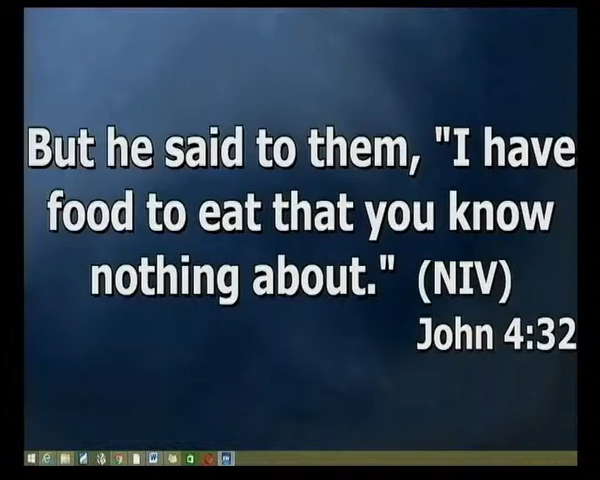 But he said to them, "I have
food to eat that you know
nothing about." (NIV)
John 4:32